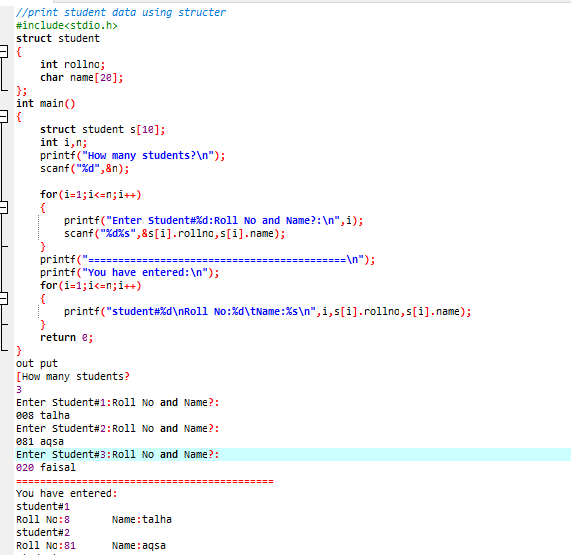 //print student data using structer
#include<stdio.h>
struct student
{
    int rollno;
    char name[20];
};
int main()
{
    struct student s[10];
    int i,n;
    printf("How many students?\n");
    scanf("%d",&n);

    for(i=1;i<=n;i++)
    {
        printf("Enter Student#%d:Roll No and Name?:\n",i);
        scanf("%d%s",&s[i].rollno,s[i].name);
    }
    printf("===========================================\n");
    printf("You have entered:\n");
    for(i=1;i<=n;i++)
    {
        printf("student#%d\nRoll No:%d\tName:%s\n",i,s[i].rollno,s[i].name);
    }
    return 0;
}
out put
[How many students?
3
Enter Student#1:Roll No and Name?:
008 talha
Enter Student#2:Roll No and Name?:
081 aqsa
Enter Student#3:Roll No and Name?:
020 faisal
===========================================
You have entered:
student#1
Roll No:8       Name:talha
student#2
Roll No:81      Name:aqsa